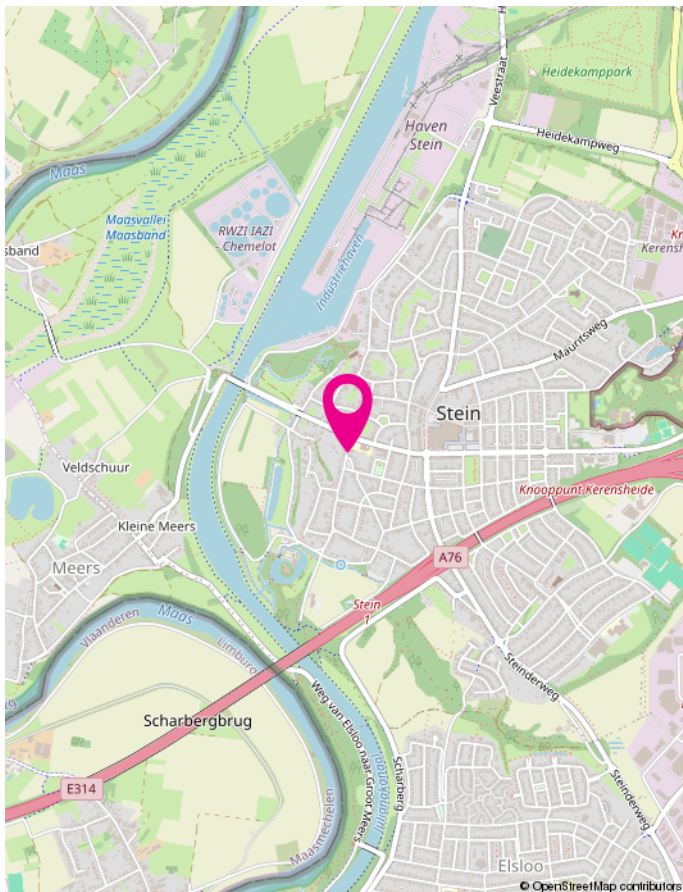 Heidekamppark
Veestraat
Haven
Stein
Heidekampweg
Maas
Maasvallei
Maasband
RWZI IAZI
- Chemelot
sband
Kerensh
Industriehaven
Mauritsweg
Stein
Veldschuur
Knooppunt Kerensheide
Kleine Meers
A76
Meers
Stein
1
Maas
Vlaanderen
Limburg
Steinderweg
Scharbergbrug
Weg van Elsloo naar Groot Meers
Julianakanaal
Scharberg
Steinderweg
E314
Maasmechelen
Elsloo
© OpenStreetMap contributors